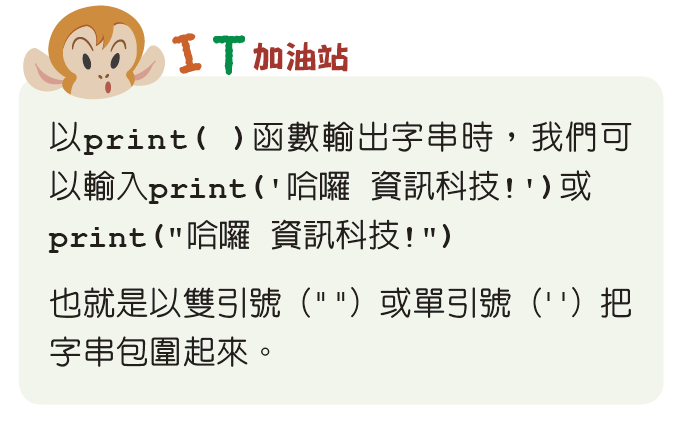 IT加油站
以print( )函數輸出字串時，我們可
以輸入print('哈囉 資訊科技!')或
print("哈囉 資訊科技!")
也就是以雙引號（" "）或單引號（' '）把
字串包圍起來。